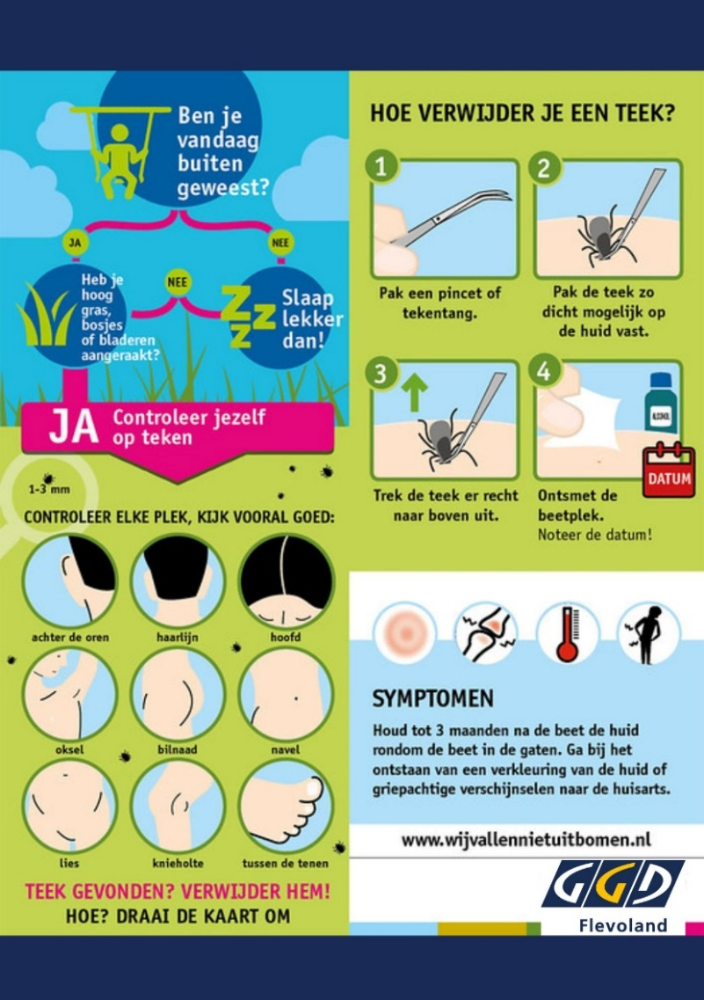 Ben je
vandaag
buiten
geweest?
JA
NEE
Heb je
hoog
gras,
bosjes
of bladeren
aangeraakt?
NEE
Slaap
lekker
dan!
JA Controleer jezelf
op teken
1-3 mm
CONTROLEER ELKE PLEK, KIJK VOORAL GOED:
achter de oren
haarlijn
hoofd
oksel
bilnaad
navel
lies
knieholte
tussen de tenen
TEEK GEVONDEN? VERWIJDER HEM!
HOE? DRAAI DE KAART OM
HOE VERWIJDER JE EEN TEEK?
1
Pak een pincet of
tekentang.
2
Pak de teek zo
dicht mogelijk op
de huid vast.
3
Trek de teek er recht
naar boven uit.
4
ALCOHOL
DATUM
Ontsmet de
beetplek.
Noteer de datum!
SYMPTOMEN
Houd tot 3 maanden na de beet de huid
rondom de beet in de gaten. Ga bij het
ontstaan van een verkleuring van de huid of
griepachtige verschijnselen naar de huisarts.
www.wijvallennietuitbomen.nl
GGD
Flevoland